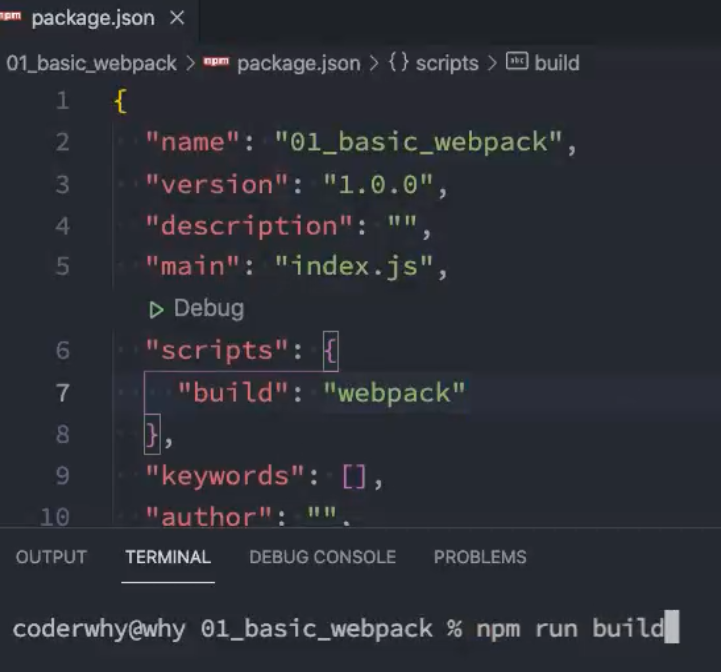 npm package.json ×
01_basic_webpack > npm package.json > {} scripts > abc build
1 {
2 "name": "01_basic_webpack",
3 "version": "1.0.0",
4 "description": "",
5 "main": "index.js",
Debug
6 "scripts": {
7 "build": "webpack"
8 },
9 "keywords": [],
10 "author": "",
OUTPUT TERMINAL DEBUG CONSOLE PROBLEMS
coderwhy@why 01_basic_webpack % npm run build